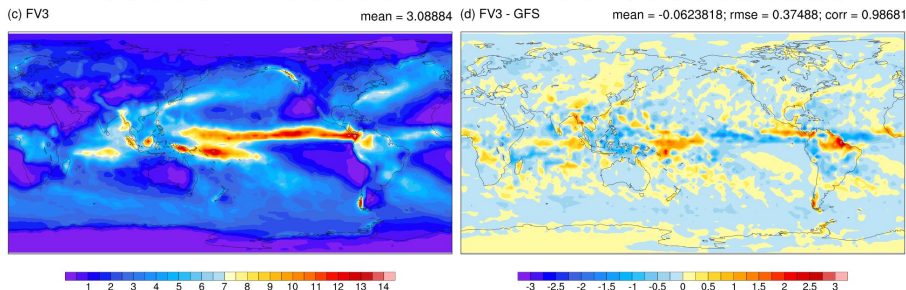 (c) FV3 mean = 3.08884
(d) FV3 - GFS mean = -0.0623818; rmse = 0.37488; corr = 0.98681
1 2 3 4 5 6 7 8 9 10 11 12 13 14
-3 -2.5 -2 -1.5 -1 -0.5 0 0.5 1 1.5 2 2.5 3